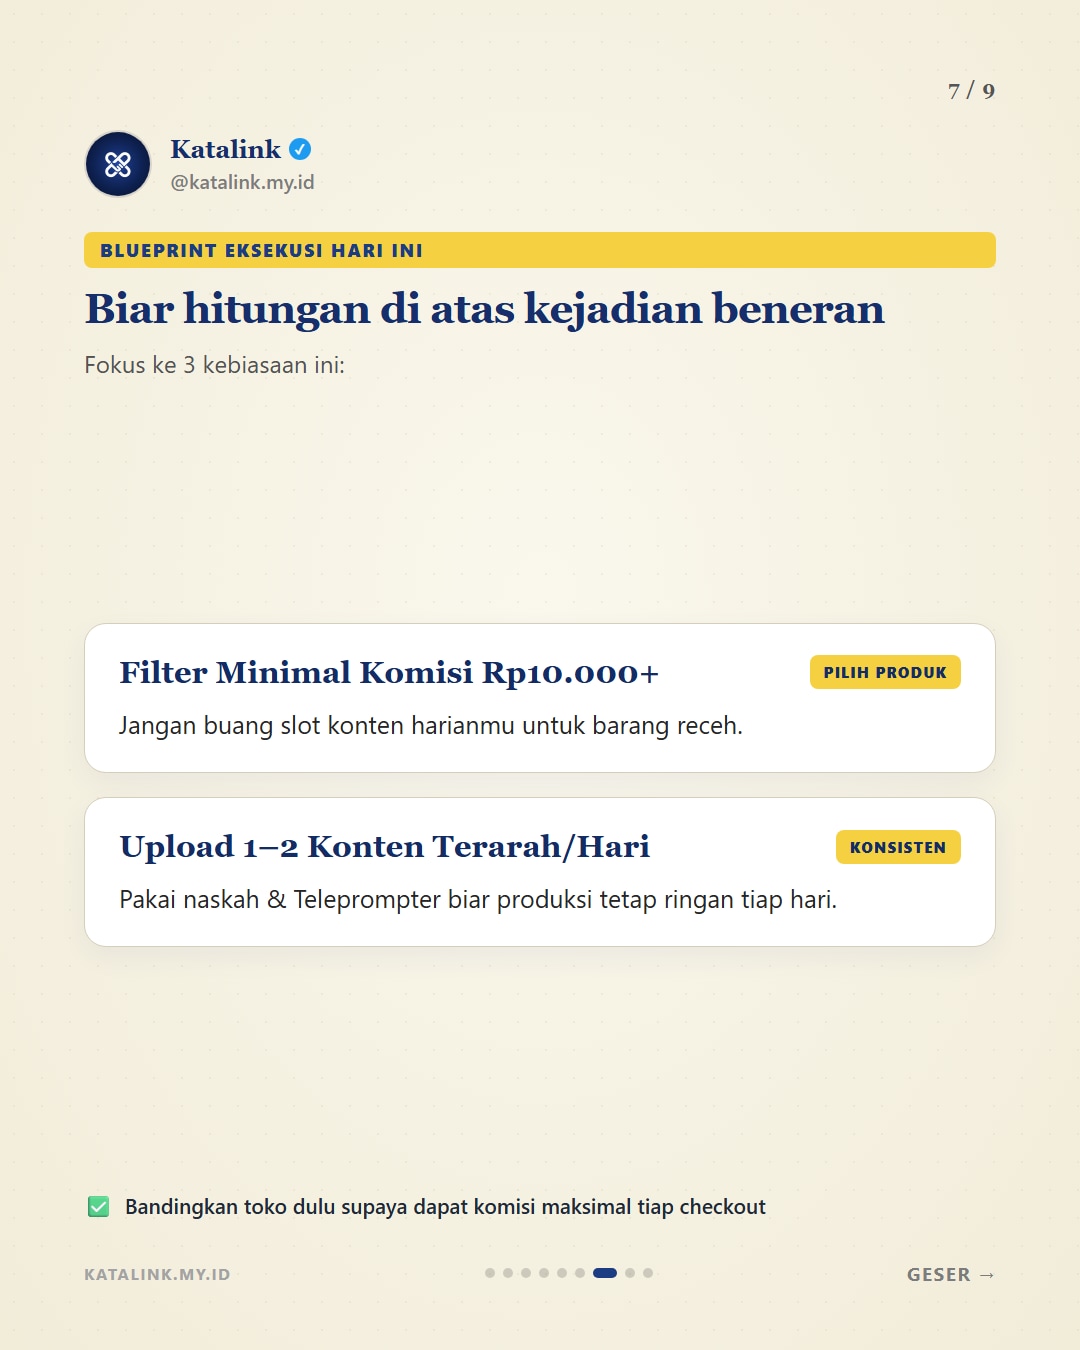 7 / 9
Katalink
@katalink.my.id
BLUEPRINT EKSEKUSI HARI INI
Biar hitungan di atas kejadian beneran
Fokus ke 3 kebiasaan ini:
Filter Minimal Komisi Rp10.000+
PILIH PRODUK
Jangan buang slot konten harianmu untuk barang receh.
Upload 1–2 Konten Terarah/Hari
KONSISTEN
Pakai naskah & Teleprompter biar produksi tetap ringan tiap hari.
✅ Bandingkan toko dulu supaya dapat komisi maksimal tiap checkout
KATALINK.MY.ID
GESER →